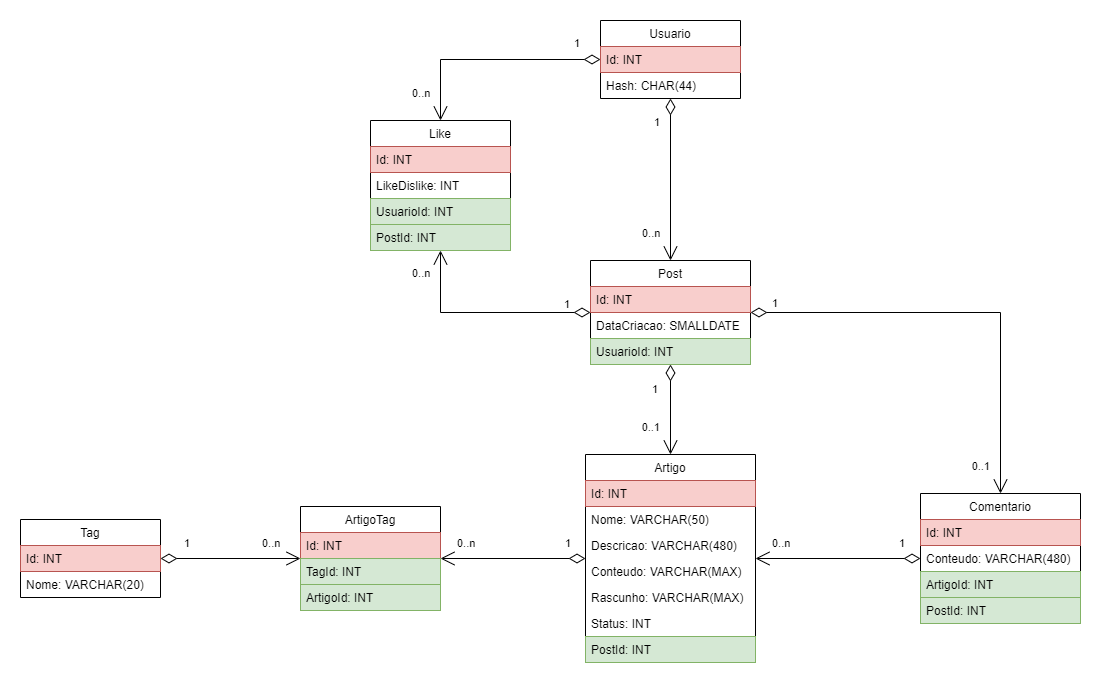 Usuario
Id: INT
Hash: CHAR(44)
1
1
0..n
Like
Id: INT
LikeDislike: INT
UsuarioId: INT
PostId: INT
0..n
0..n
Post
Id: INT
DataCriacao: SMALLDATE
UsuarioId: INT
1
1
1
0..1
0..1
Artigo
Id: INT
Nome: VARCHAR(50)
Descricao: VARCHAR(480)
Conteudo: VARCHAR(MAX)
Rascunho: VARCHAR(MAX)
Status: INT
PostId: INT
Comentario
Id: INT
Conteudo: VARCHAR(480)
ArtigoId: INT
PostId: INT
0..n
1
ArtigoTag
Id: INT
TagId: INT
ArtigoId: INT
0..n
1
Tag
Id: INT
Nome: VARCHAR(20)
1
0..n